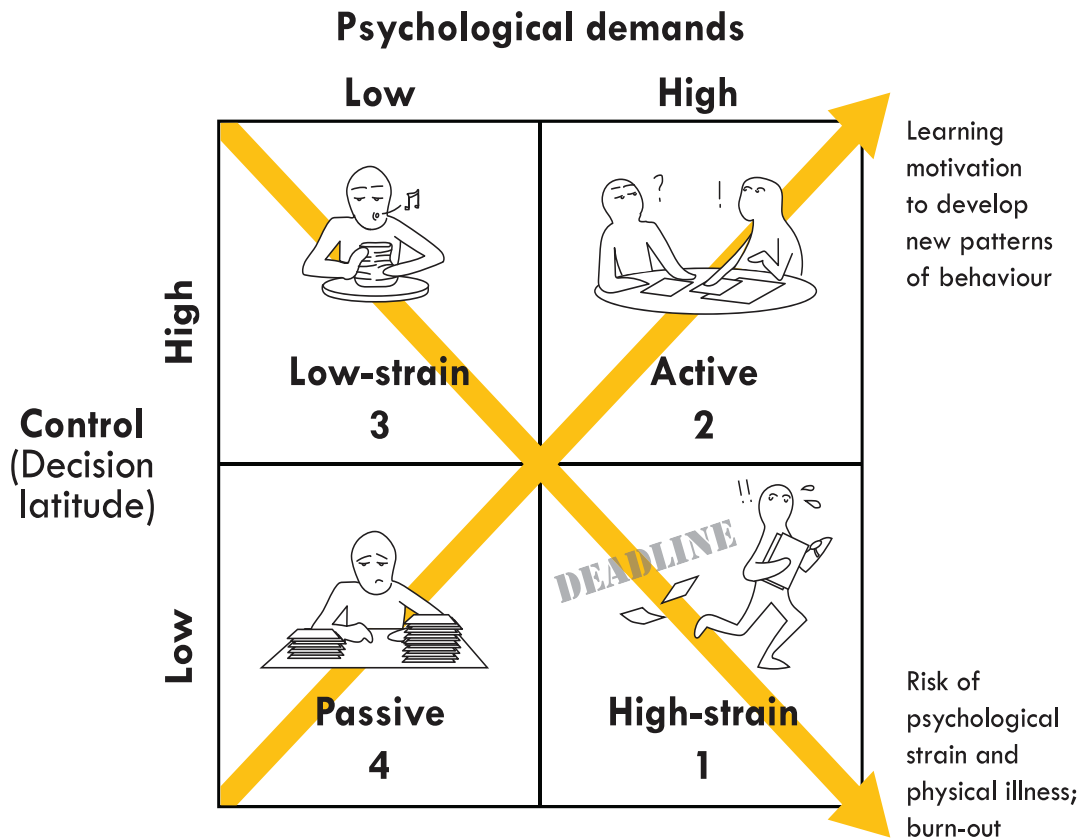 Psychological demands
Low
High
Learning
motivation
to develop
new patterns
of behaviour
?
!
High
Low-strain
3
Active
2
Control
(Decision
latitude)
!!
DEADLINE
Low
Passive
4
High-strain
1
Risk of
psychological
strain and
physical illness;
burn-out